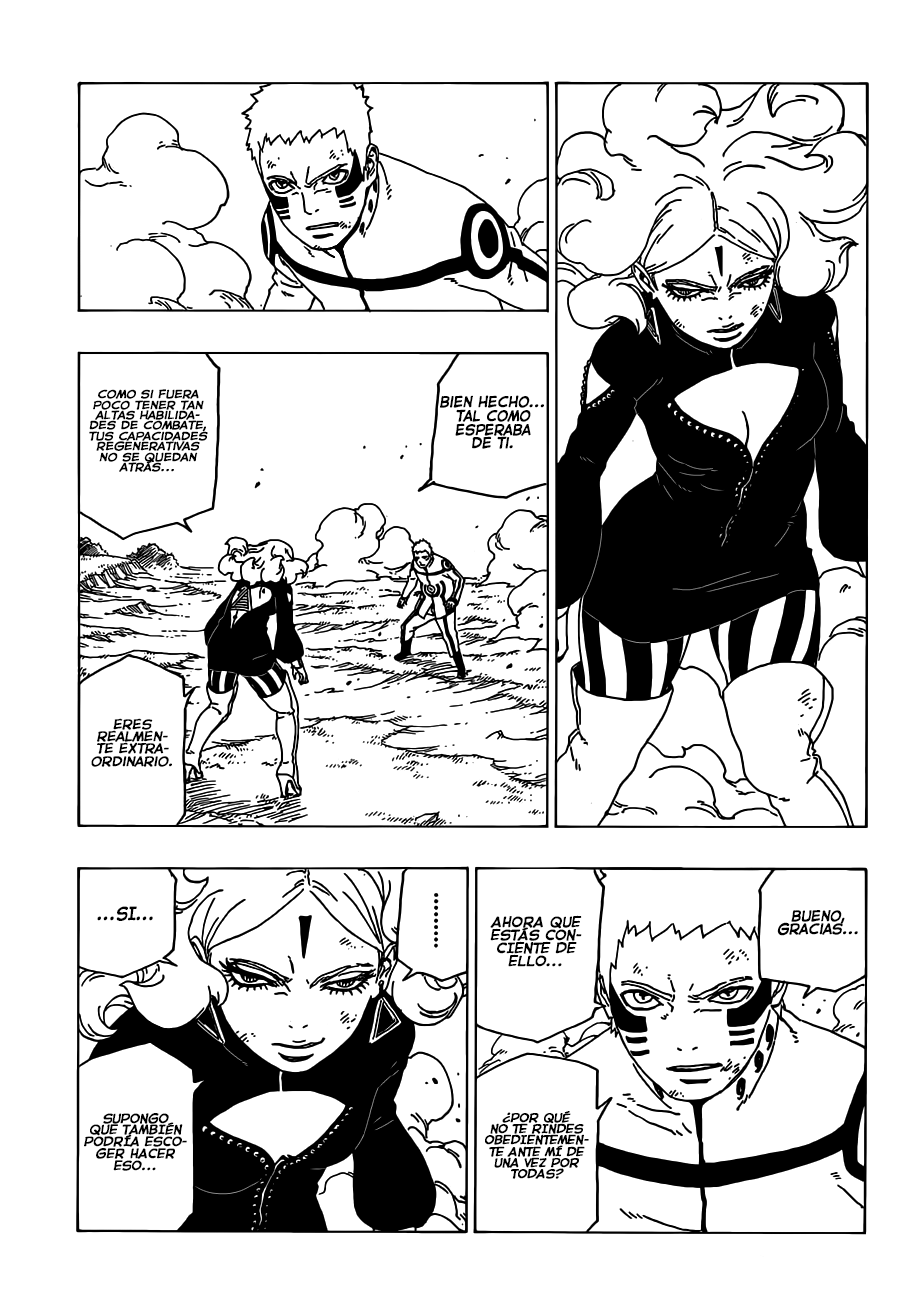 BIEN HECHO...
TAL COMO
ESPERABA
DE TI.
COMO SI FUERA
POCO TENER TAN
ALTAS HABILIDA-
DES DE COMBATE,
TUS CAPACIDADES
REGENERATIVAS
NO SE QUEDAN
ATRÁS...
ERES
REALMEN-
TE EXTRA-
ORDINARIO.
BUENO,
GRACIAS...
AHORA QUE
ESTÁS CON-
CIENTE DE
ELLO...
¿POR QUÉ
NO TE RINDES
OBEDIENTEMEN-
TE ANTE MÍ DE
UNA VEZ POR
TODAS?
.........
...SI...
SUPONGO
QUE TAMBIÉN
PODRÍA ESCO-
GER HACER
ESO...